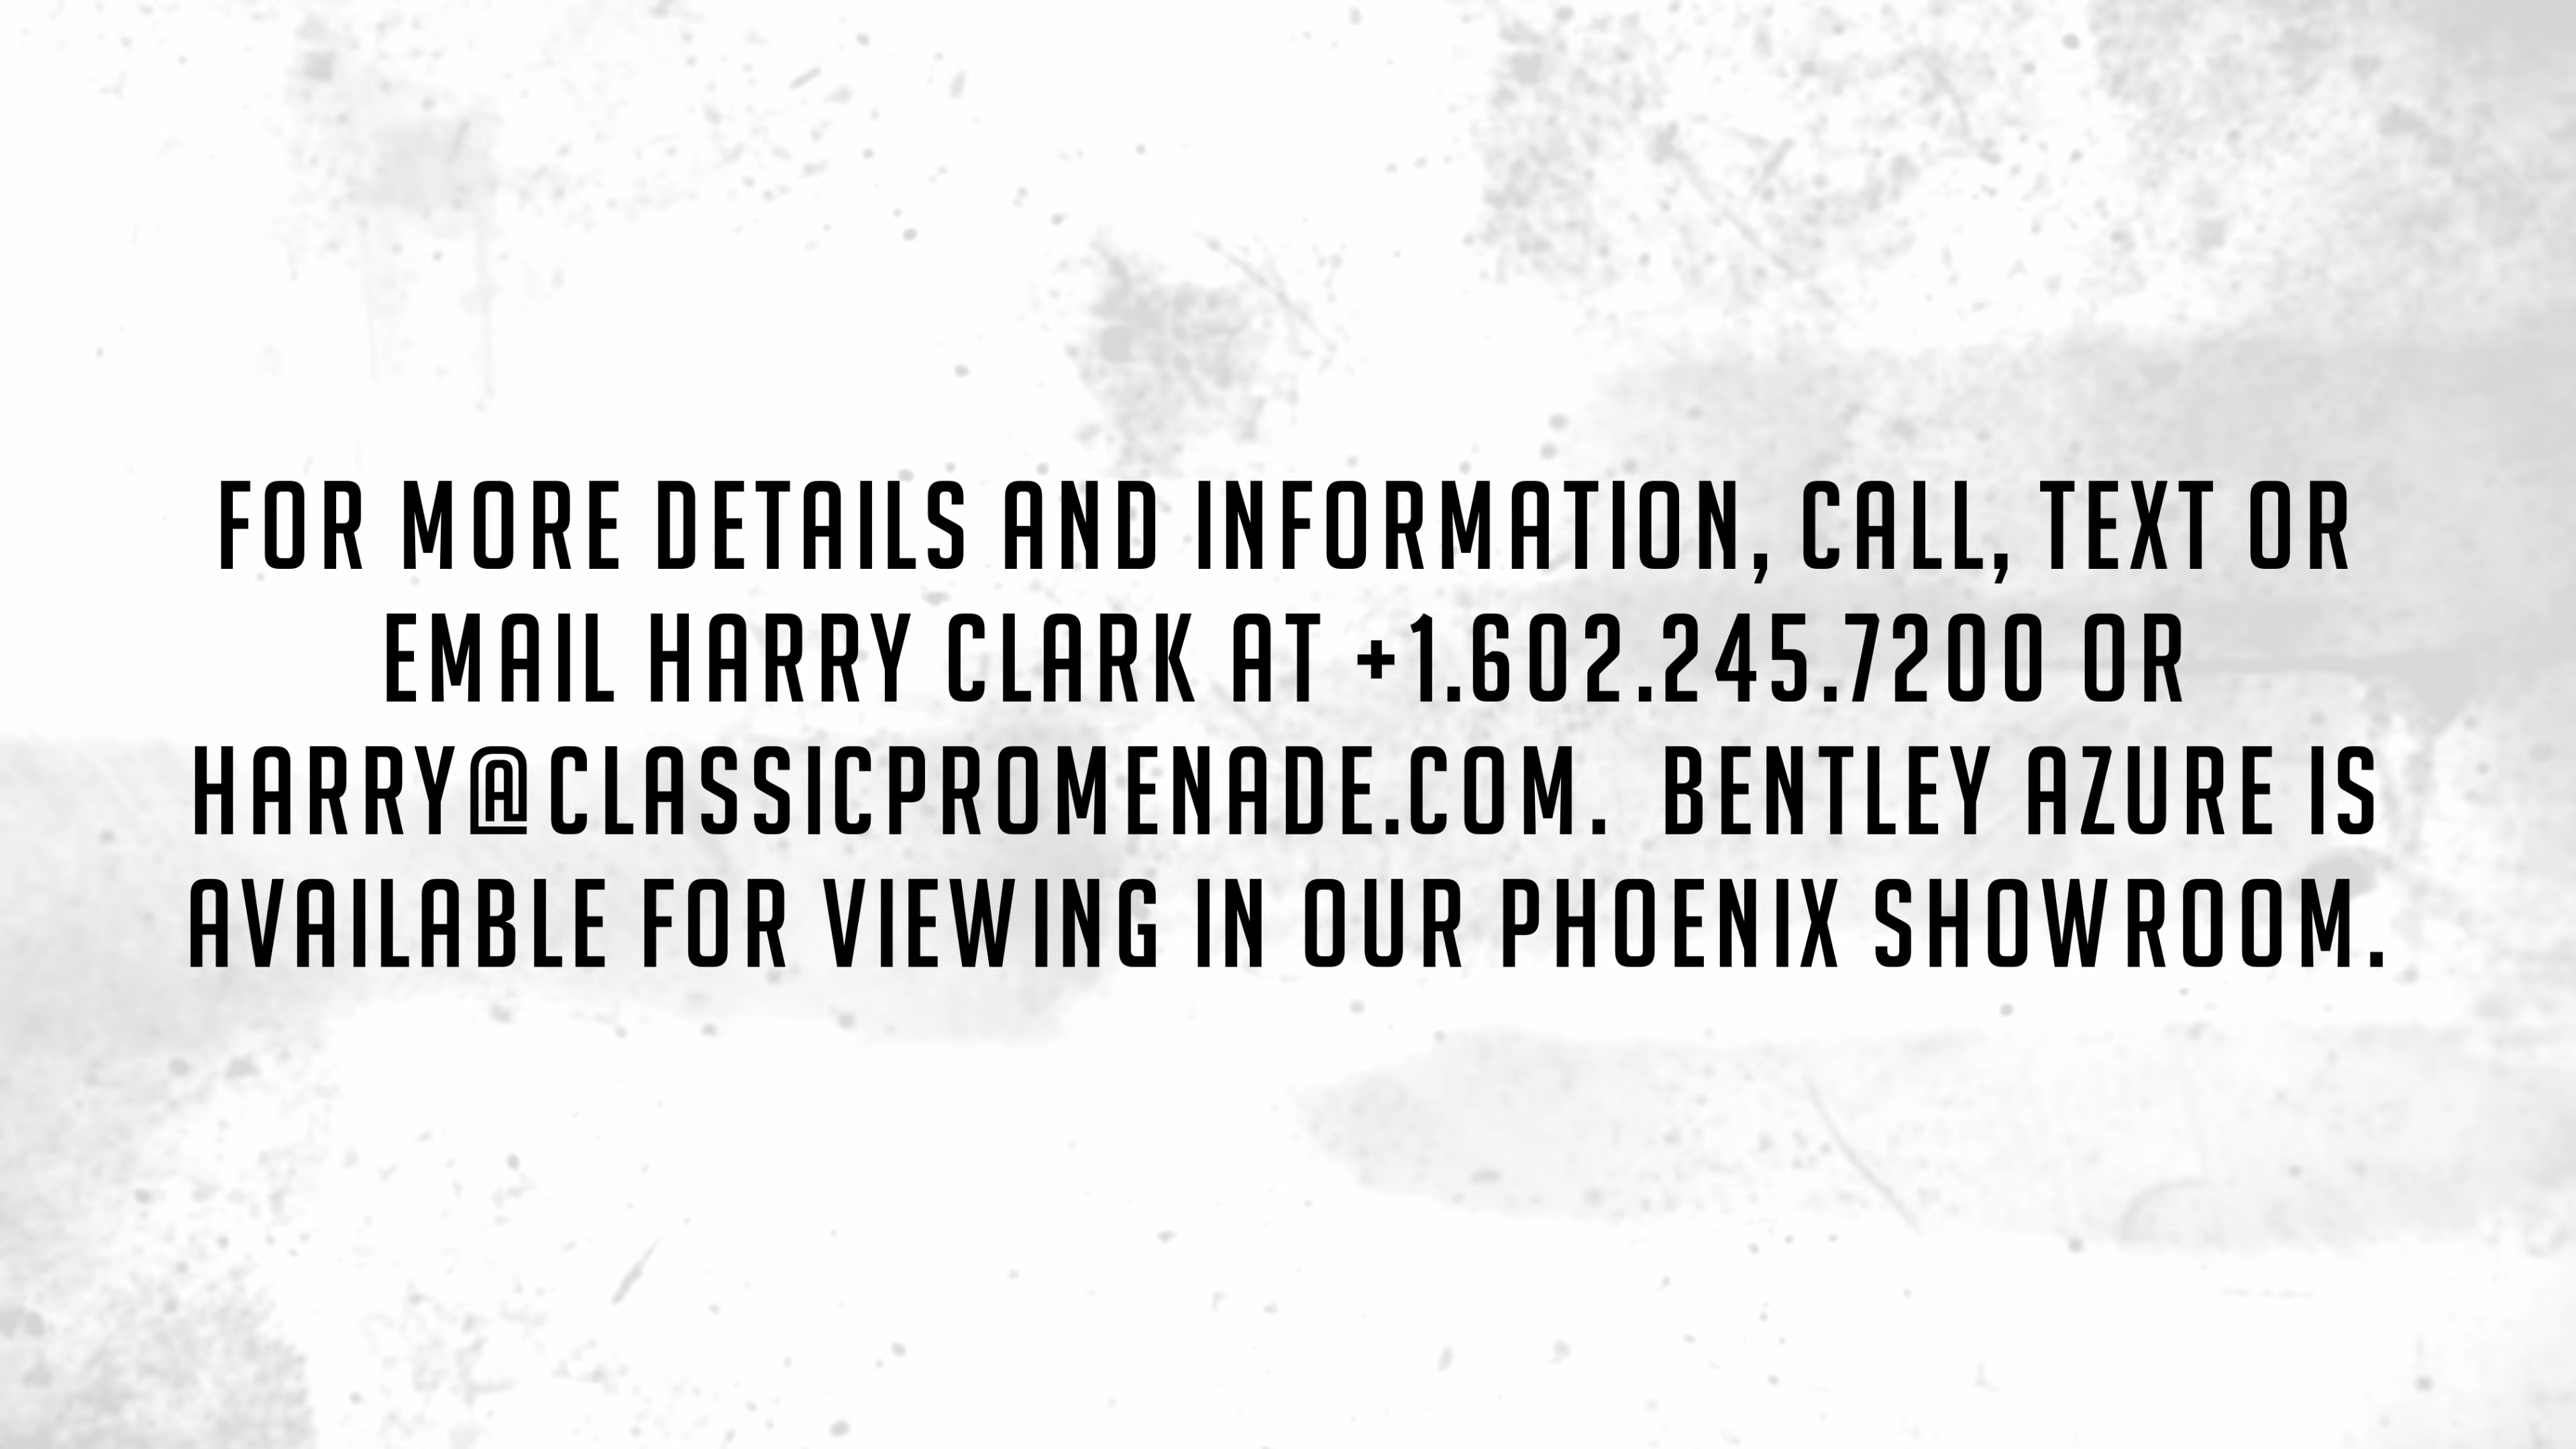 FOR MORE DETAILS AND INFORMATION, CALL, TEXT OR
EMAIL HARRY CLARK AT +1.602.245.7200 OR
HARRY@CLASSICPROMENADE.COM.  BENTLEY AZURE IS
AVAILABLE FOR VIEWING IN OUR PHOENIX SHOWROOM.